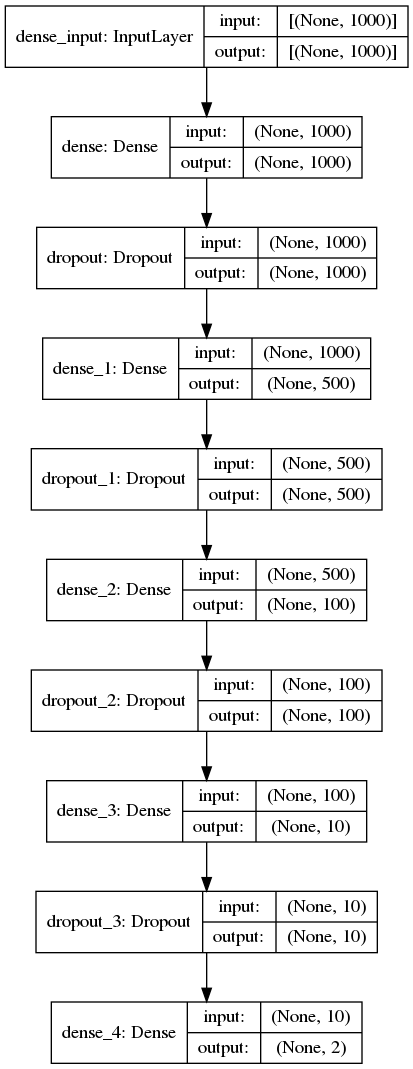 dense_input: InputLayer
input: [(None, 1000)]
output: [(None, 1000)]
dense: Dense
input: (None, 1000)
output: (None, 1000)
dropout: Dropout
input: (None, 1000)
output: (None, 1000)
dense_1: Dense
input: (None, 1000)
output: (None, 500)
dropout_1: Dropout
input: (None, 500)
output: (None, 500)
dense_2: Dense
input: (None, 500)
output: (None, 100)
dropout_2: Dropout
input: (None, 100)
output: (None, 100)
dense_3: Dense
input: (None, 100)
output: (None, 10)
dropout_3: Dropout
input: (None, 10)
output: (None, 10)
dense_4: Dense
input: (None, 10)
output: (None, 2)